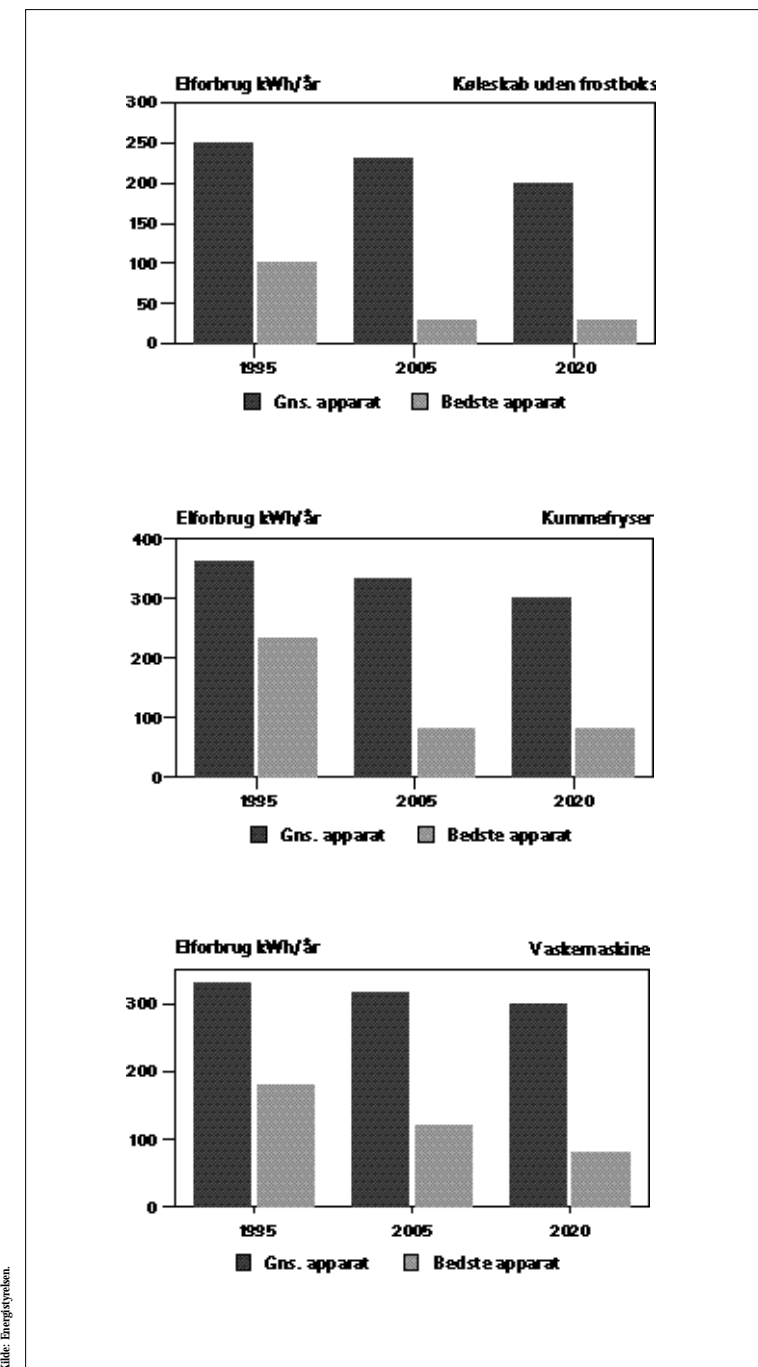 Elforbrug kWh/år Køleskab uden frostboks
300
250
200
150
100
50
0
1995 2005 2020
Gns. apparat Bedste apparat
Elforbrug kWh/år Kummefryser
400
300
200
100
0
1995 2005 2020
Gns. apparat Bedste apparat
Elforbrug kWh/år Vaskemaskine
300
200
100
0
1995 2005 2020
Gns. apparat Bedste apparat
Kilde: Energistyrelsen.